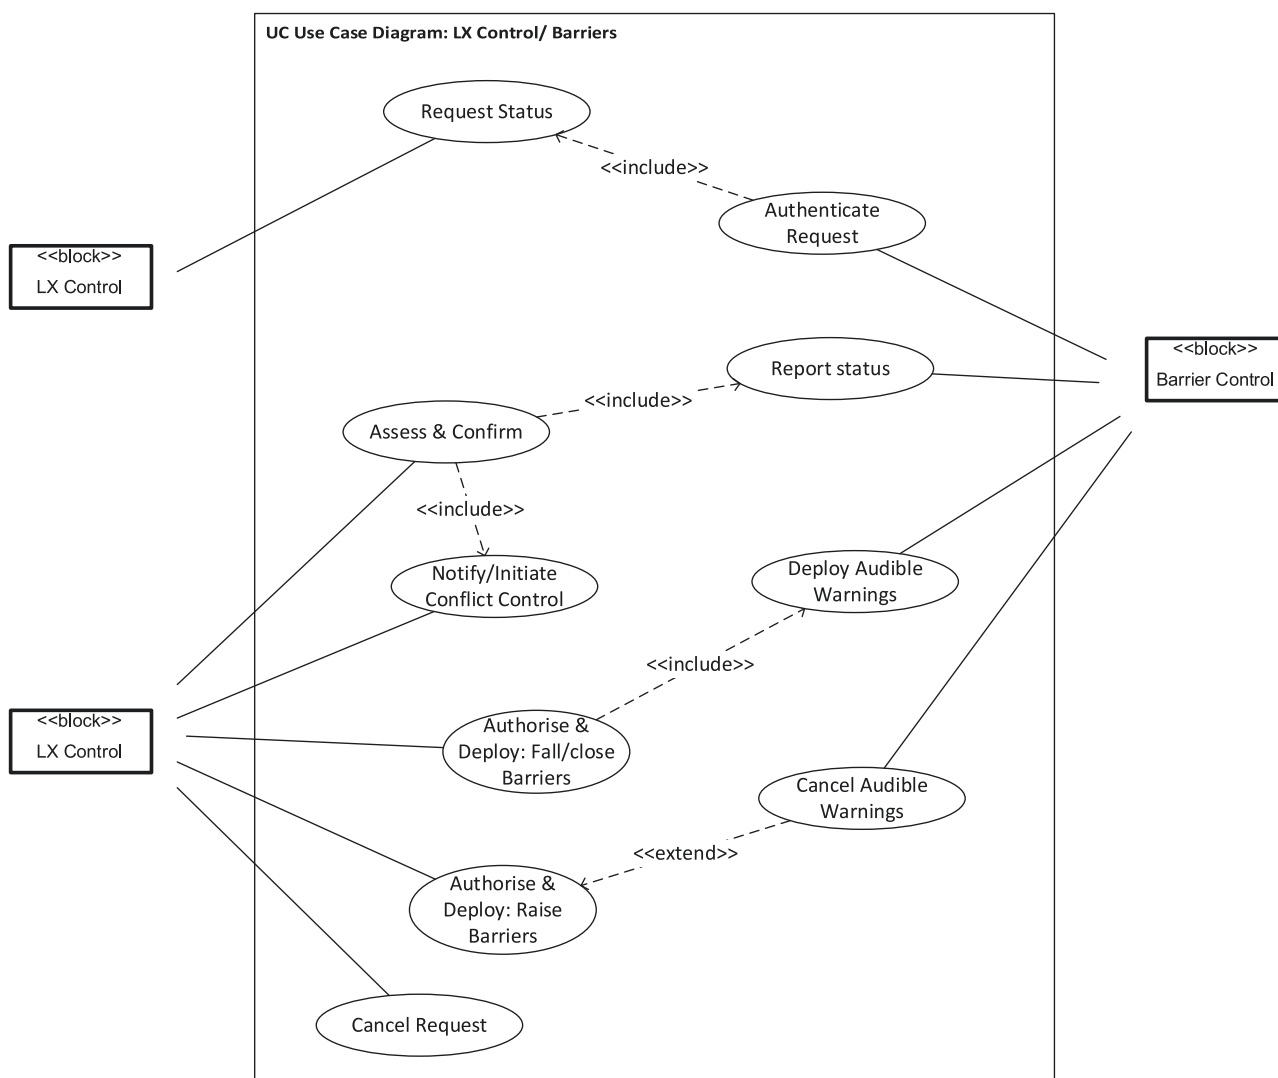 UC Use Case Diagram: LX Control/ Barriers
Request Status
<<include>>
Authenticate
Request
<<block>>
LX Control
<<block>>
Barrier Control
Report status
<<include>>
Assess & Confirm
<<include>>
Notify/Initiate
Conflict Control
Deploy Audible
Warnings
<<include>>
<<block>>
LX Control
Authorise &
Deploy: Fall/close
Barriers
Cancel Audible
Warnings
<<extend>>
Authorise &
Deploy: Raise
Barriers
Cancel Request